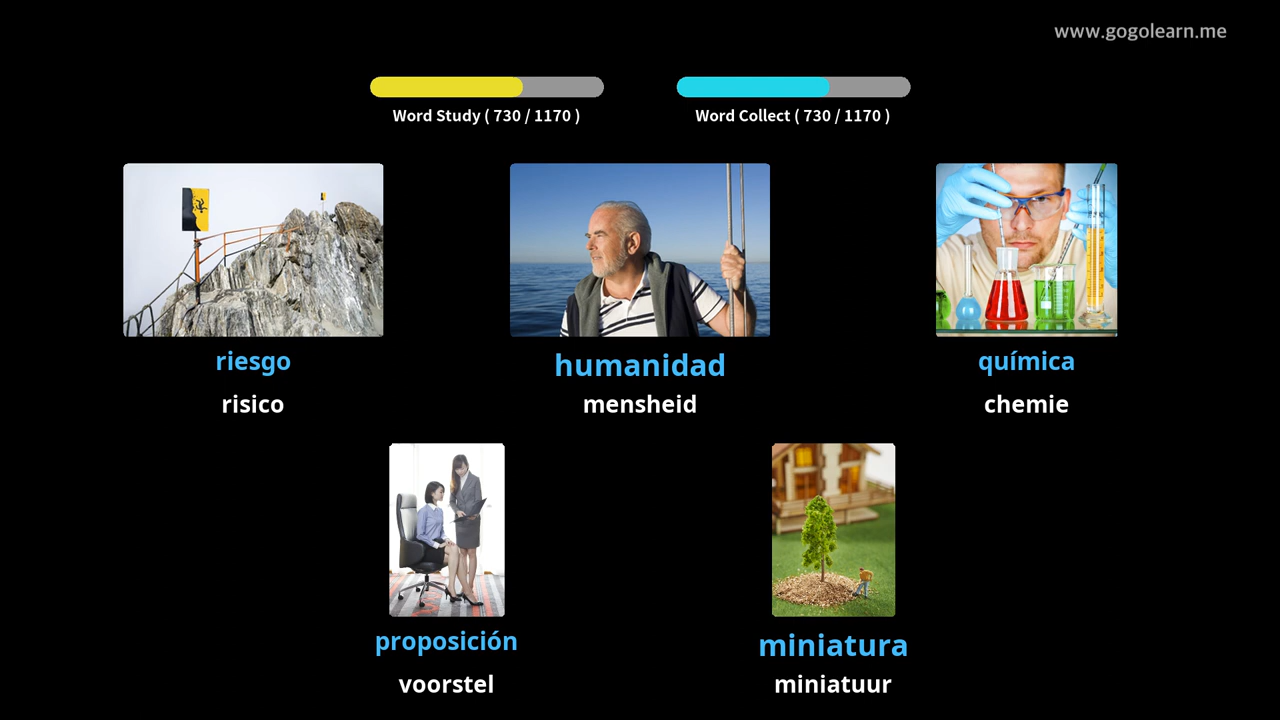 www.gogolearn.me
Word Study ( 730 / 1170 )
Word Collect ( 730 / 1170 )
riesgo
risico
humanidad
mensheid
química
chemie
proposición
voorstel
miniatura
miniatuur